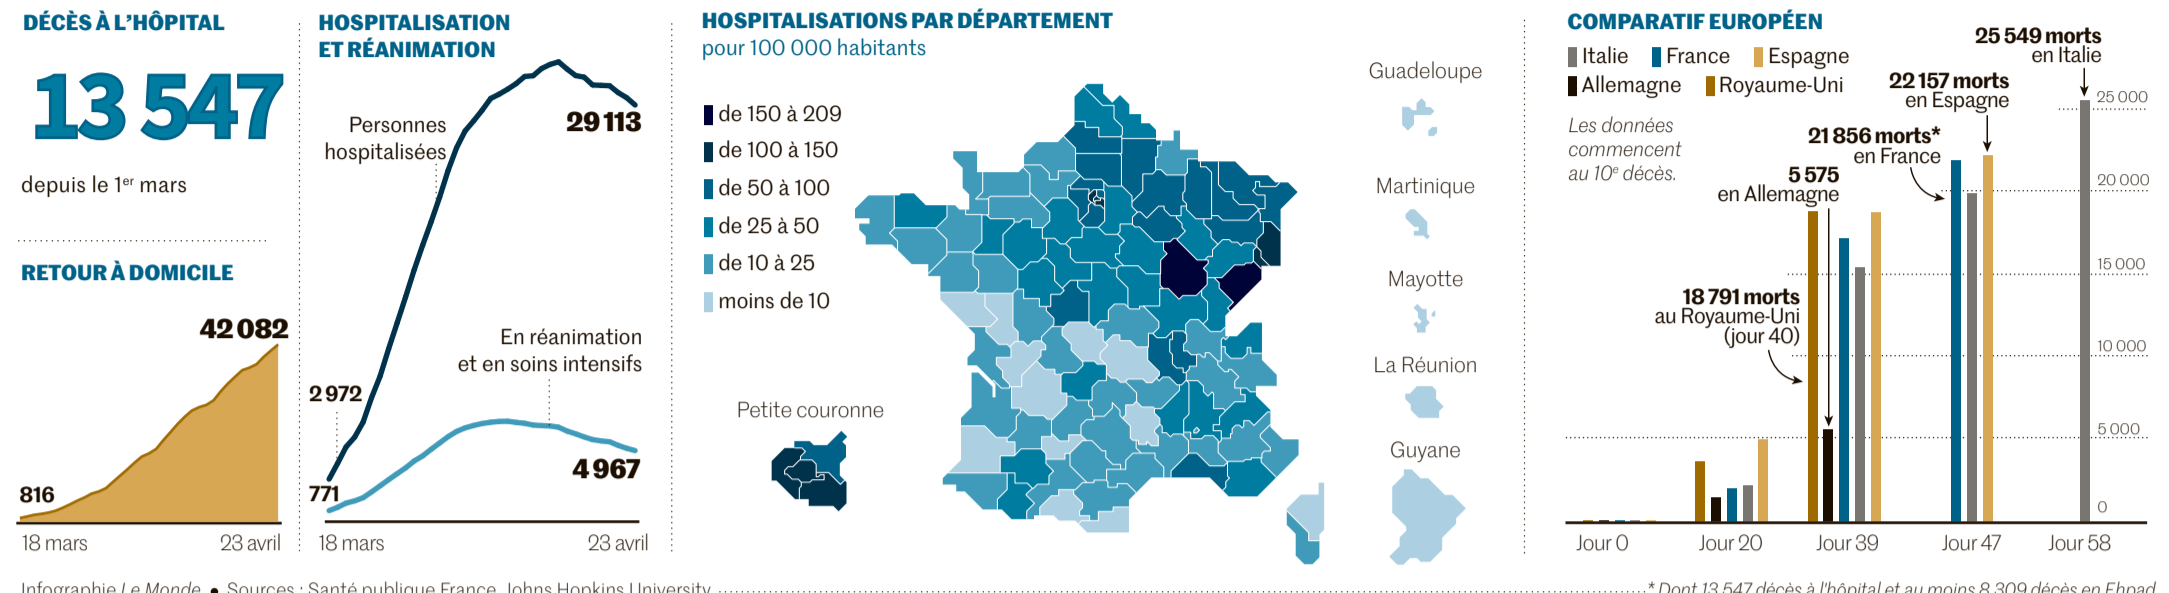 DÉCÈS À L'HÔPITAL
13 547
depuis le 1er mars
RETOUR À DOMICILE
42 082
816
18 mars
23 avril
HOSPITALISATION
ET RÉANIMATION
Personnes
hospitalisées
29 113
En réanimation
et en soins intensifs
2 972
771
4 967
18 mars
23 avril
HOSPITALISATIONS PAR DÉPARTEMENT
pour 100 000 habitants
de 150 à 209
de 100 à 150
de 50 à 100
de 25 à 50
de 10 à 25
moins de 10
Petite couronne
Guadeloupe
Martinique
Mayotte
La Réunion
Guyane
COMPARATIF EUROPÉEN
Italie
France
Espagne
Allemagne
Royaume-Uni
Les données
commencent
au 10e décès.
25 549 morts
en Italie
22 157 morts
en Espagne
21 856 morts*
en France
5 575
en Allemagne
18 791 morts
au Royaume-Uni
(jour 40)
25 000
20 000
15 000
10 000
5 000
0
Jour 0
Jour 20
Jour 39
Jour 47
Jour 58
Infographie Le Monde • Sources : Santé publique France, Johns Hopkins University
* Dont 13 547 décès à l'hôpital et au moins 8 309 décès en Ehpad